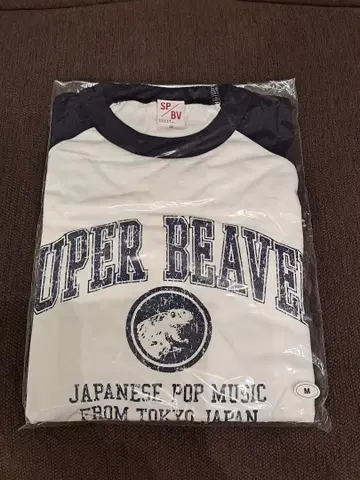 SP/
BV
M
UPER BEAVE
JAPANESE POP MUSIC
FROM TOKYO JAPAN
M